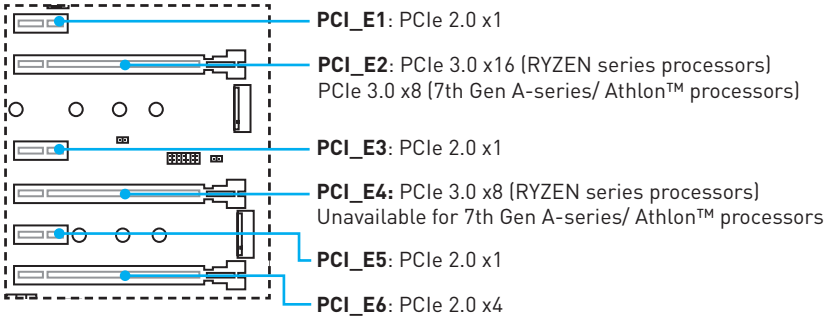 PCI_E1: PCIe 2.0 x1
PCI_E2: PCIe 3.0 x16 (RYZEN series processors)
PCIe 3.0 x8 (7th Gen A-series/ Athlon™ processors)
PCI_E3: PCIe 2.0 x1
PCI_E4: PCIe 3.0 x8 (RYZEN series processors)
Unavailable for 7th Gen A-series/ Athlon™ processors
PCI_E5: PCIe 2.0 x1
PCI_E6: PCIe 2.0 x4